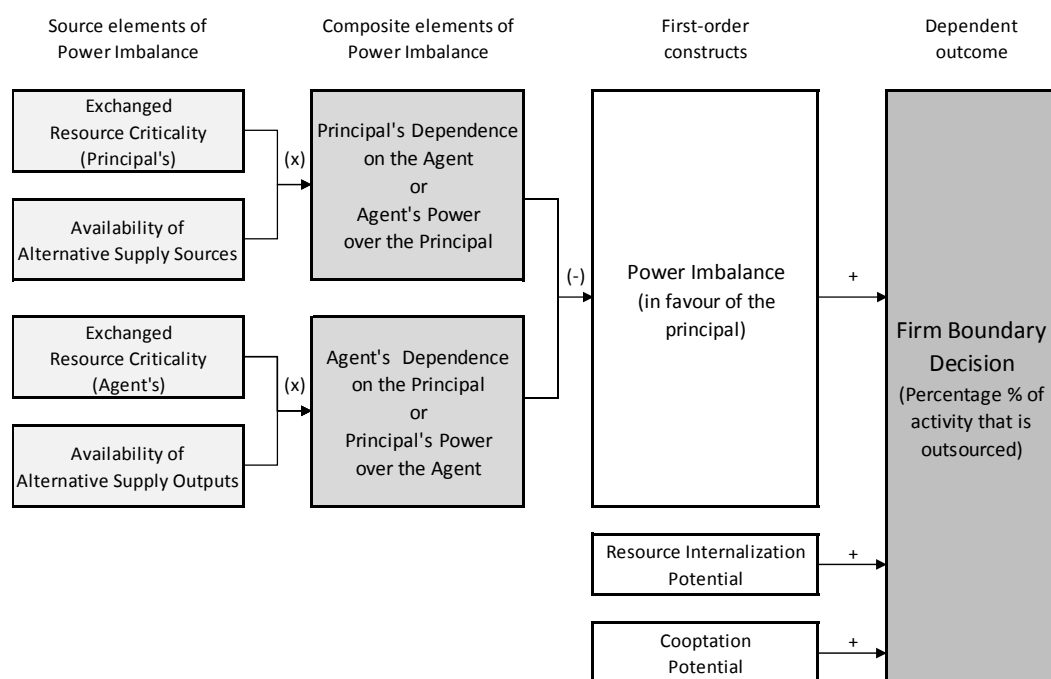 Source elements of
Power Imbalance
Composite elements of
Power Imbalance
First-order
constructs
Dependent
outcome
Exchanged
Resource Criticality
(Principal's)
Availability of
Alternative Supply Sources
(x)
Principal's Dependence
on the Agent
or
Agent's Power
over the Principal
Exchanged
Resource Criticality
(Agent's)
Availability of
Alternative Supply Outputs
(x)
Agent's Dependence
on the Principal
or
Principal's Power
over the Agent
(-)
Power Imbalance
(in favour of the
principal)
+
Resource Internalization
Potential
+
Cooptation
Potential
+
Firm Boundary
Decision
(Percentage % of
activity that is
outsourced)